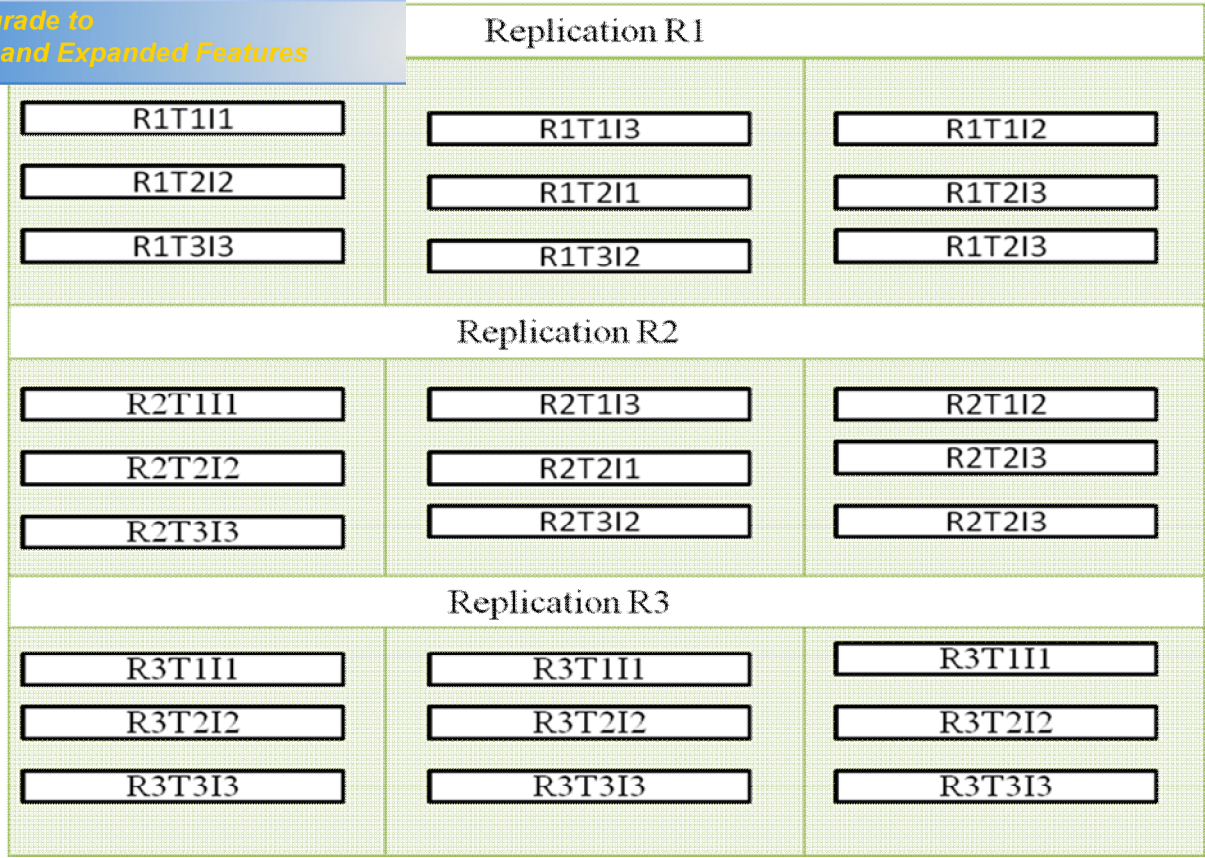 rade to
and Expanded Features
Replication R1
R1T1I1
R1T1I3
R1T1I2
R1T2I2
R1T2I1
R1T2I3
R1T3I3
R1T3I2
R1T2I3
Replication R2
R2T1I1
R2T1I3
R2T1I2
R2T2I2
R2T2I1
R2T2I3
R2T3I3
R2T3I2
R2T2I3
Replication R3
R3T1I1
R3T1I1
R3T1I1
R3T2I2
R3T2I2
R3T2I2
R3T3I3
R3T3I3
R3T3I3